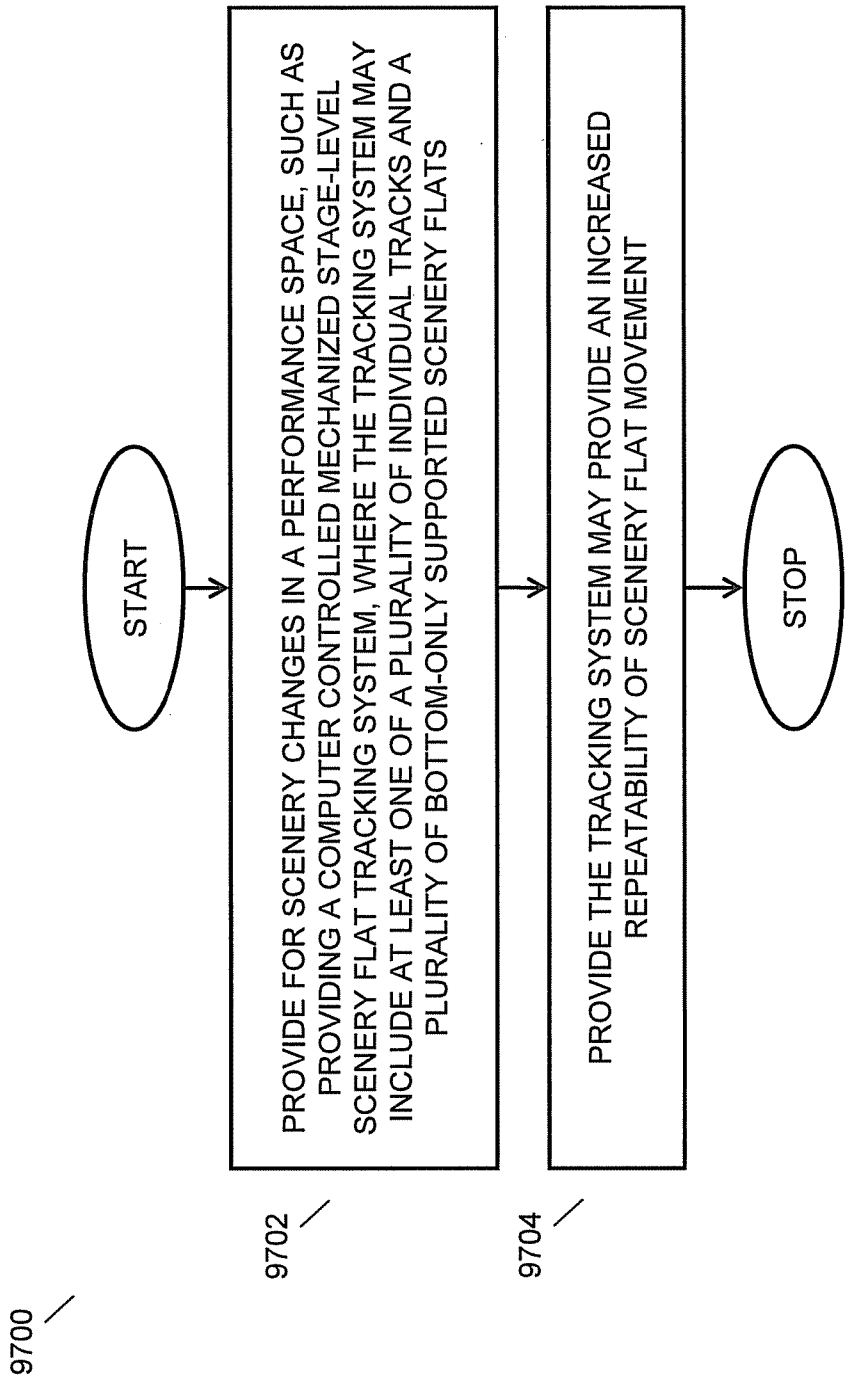 9700
START
9702
PROVIDE FOR SCENERY CHANGES IN A PERFORMANCE SPACE, SUCH AS
PROVIDING A COMPUTER CONTROLLED MECHANIZED STAGE-LEVEL
SCENERY FLAT TRACKING SYSTEM, WHERE THE TRACKING SYSTEM MAY
INCLUDE AT LEAST ONE OF A PLURALITY OF INDIVIDUAL TRACKS AND A
PLURALITY OF BOTTOM-ONLY SUPPORTED SCENERY FLATS
9704
PROVIDE THE TRACKING SYSTEM MAY PROVIDE AN INCREASED
REPEATABILITY OF SCENERY FLAT MOVEMENT
STOP